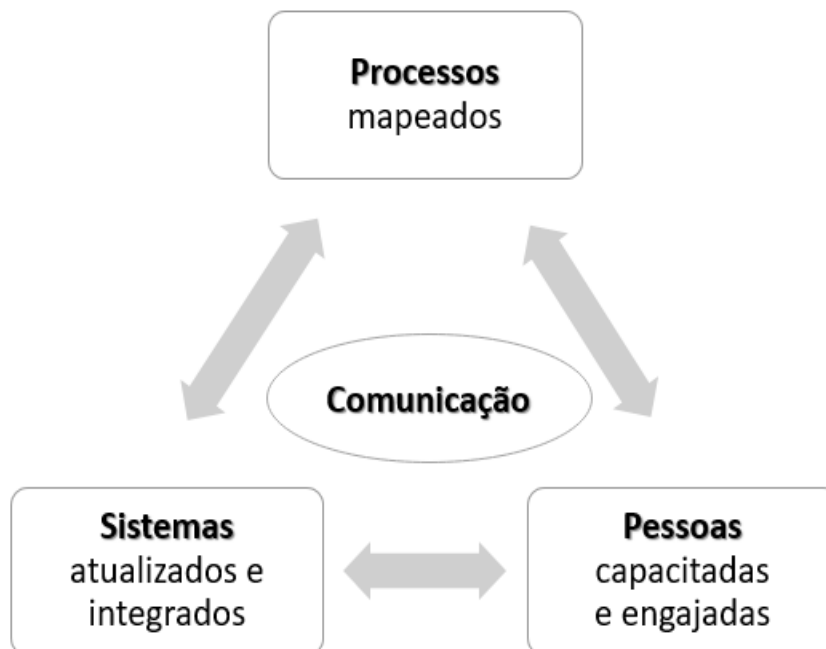 Processos
mapeados
Comunicação
Sistemas
atualizados e
integrados
Pessoas
capacitadas
e engajadas